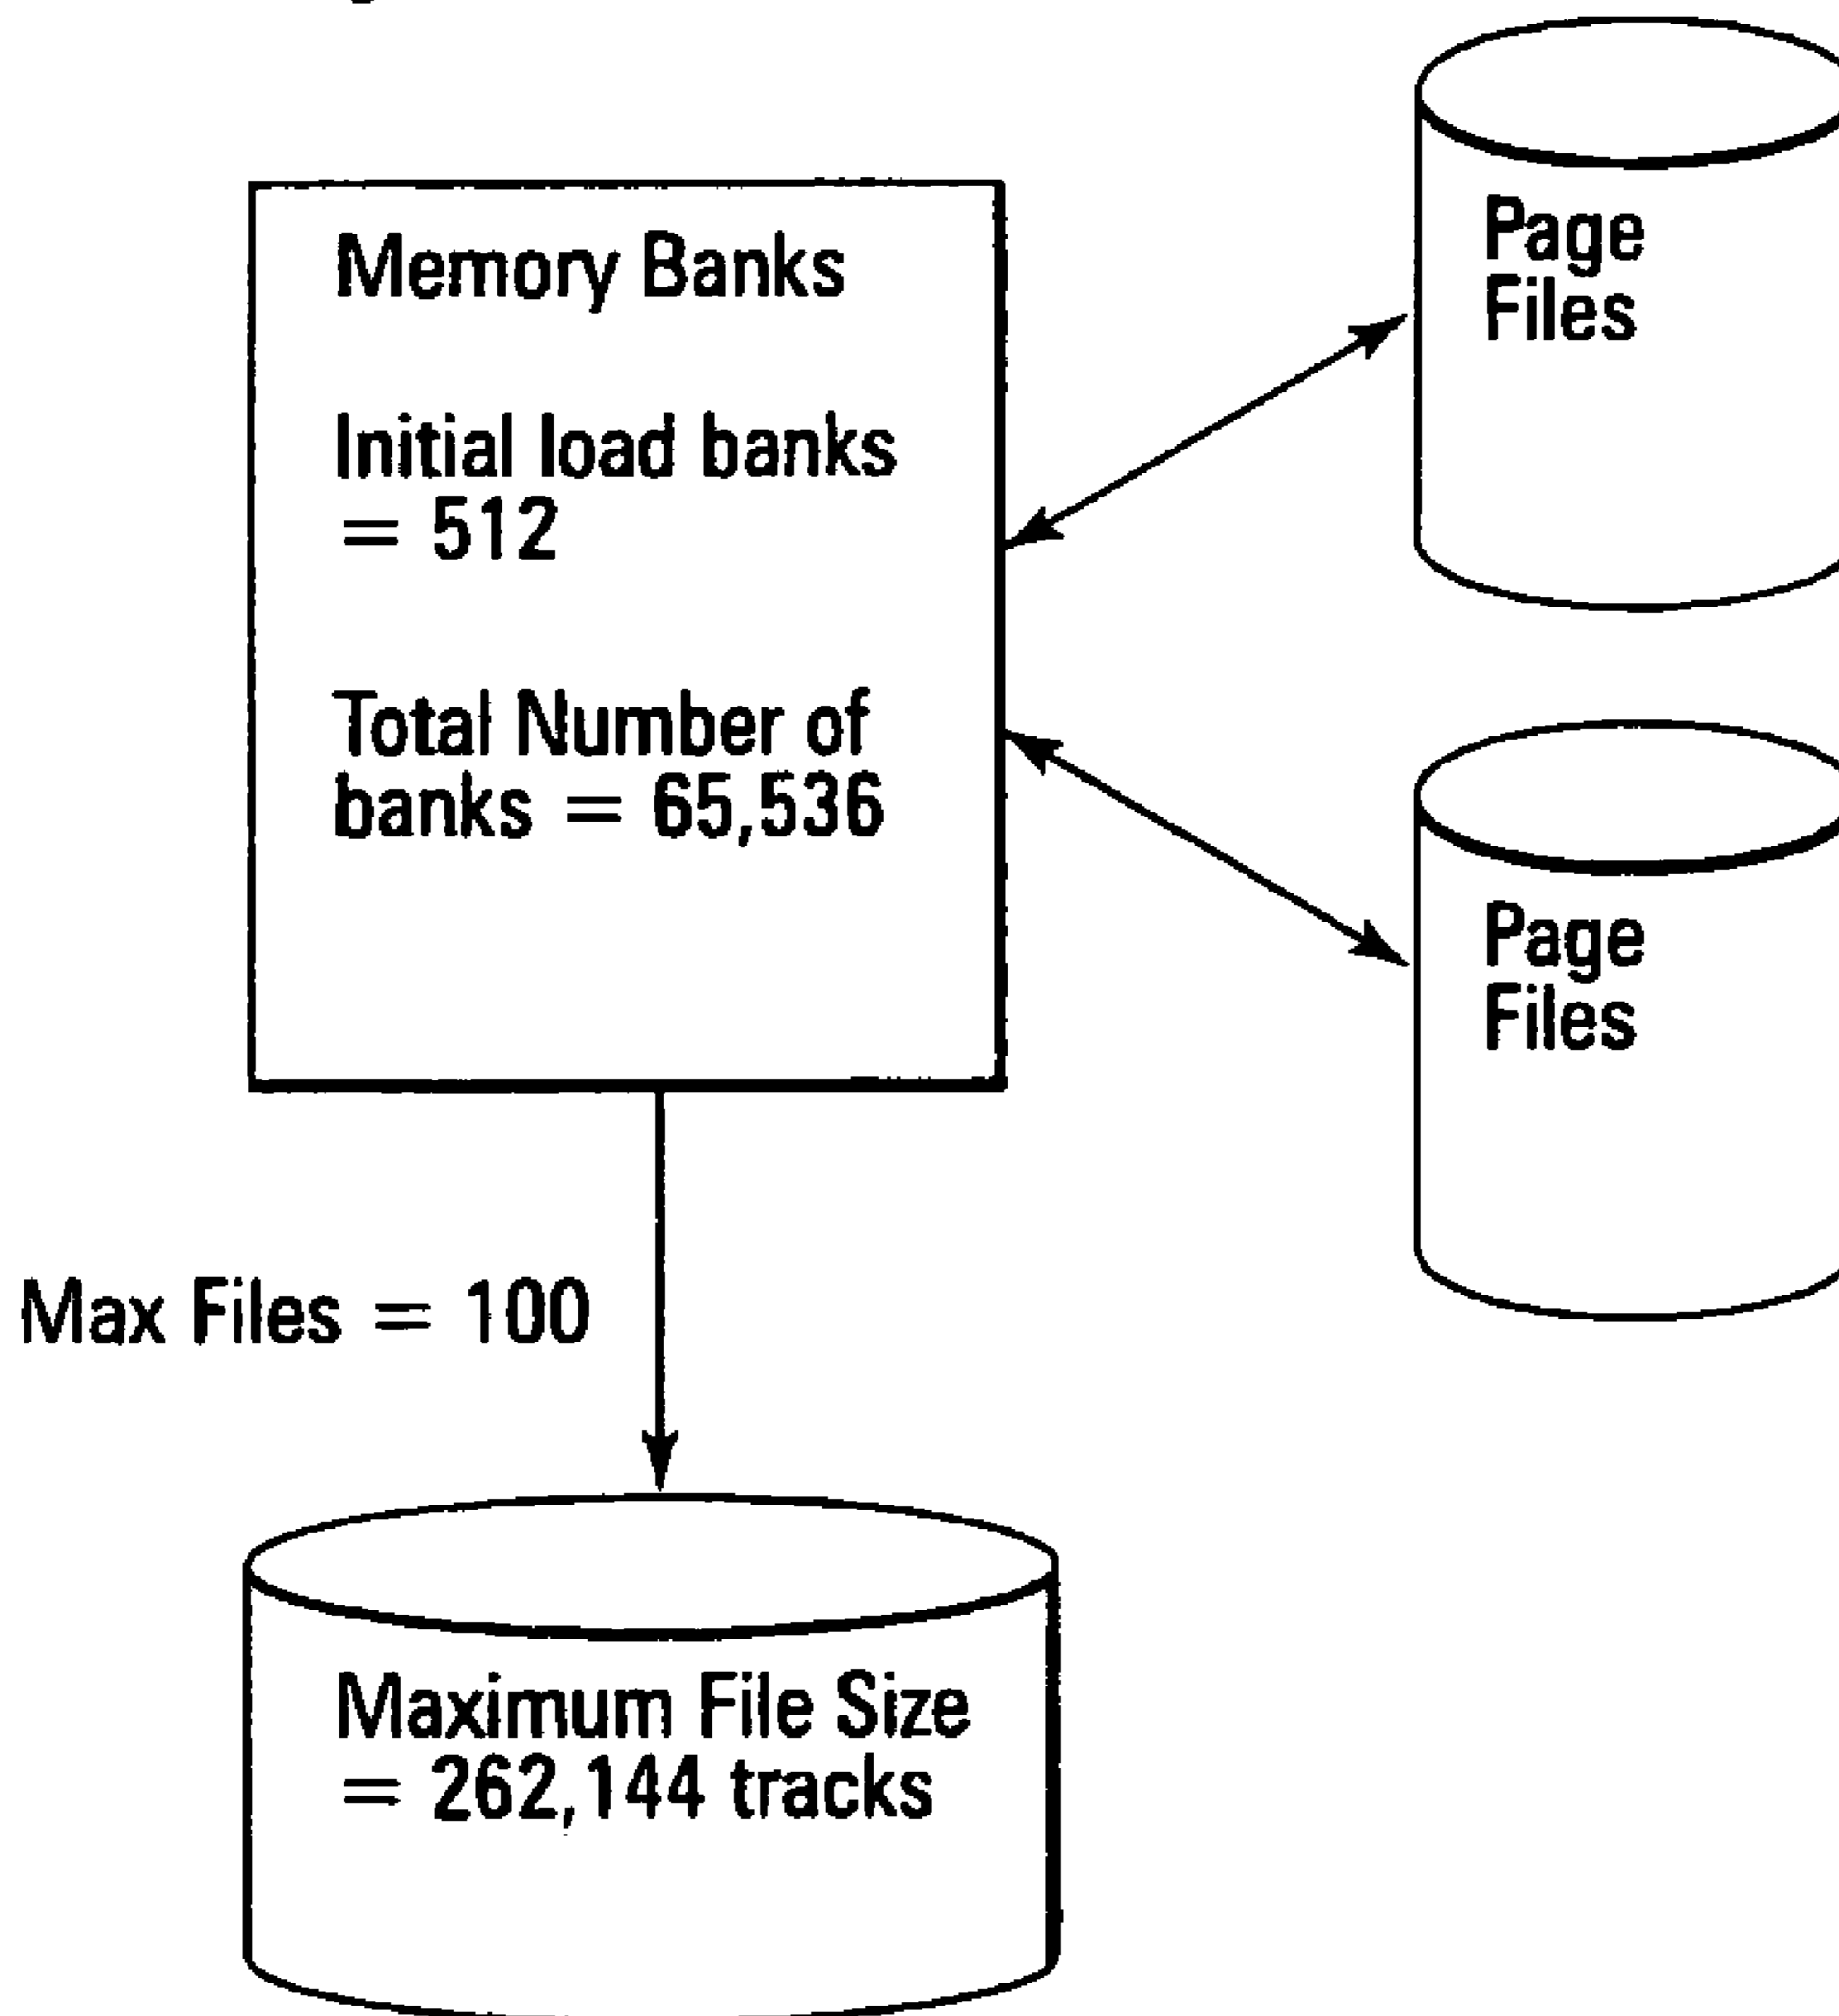 Memory Banks
Initial load banks
= 512
Total Number of
banks = 65,536
Page
Files
Page
Files
Max Files = 100
Maximum File Size
= 262,144 tracks